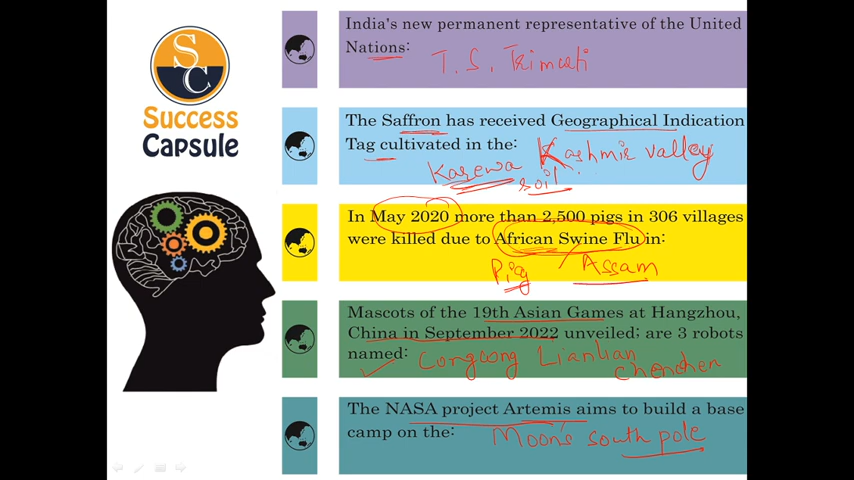 SC
Success
Capsule
India's new permanent representative of the United
Nations: T. S. Trimurti
The Saffron has received Geographical Indication
Tag cultivated in the: Kashmir valley
Karewa
soil
In May 2020 more than 2,500 pigs in 306 villages
were killed due to African Swine Flu in:
Pig Assam
Mascots of the 19th Asian Games at Hangzhou,
China in September 2022 unveiled; are 3 robots
named: Congcong Lianlian
Chenchen
The NASA project Artemis aims to build a base
camp on the: Moon's south pole